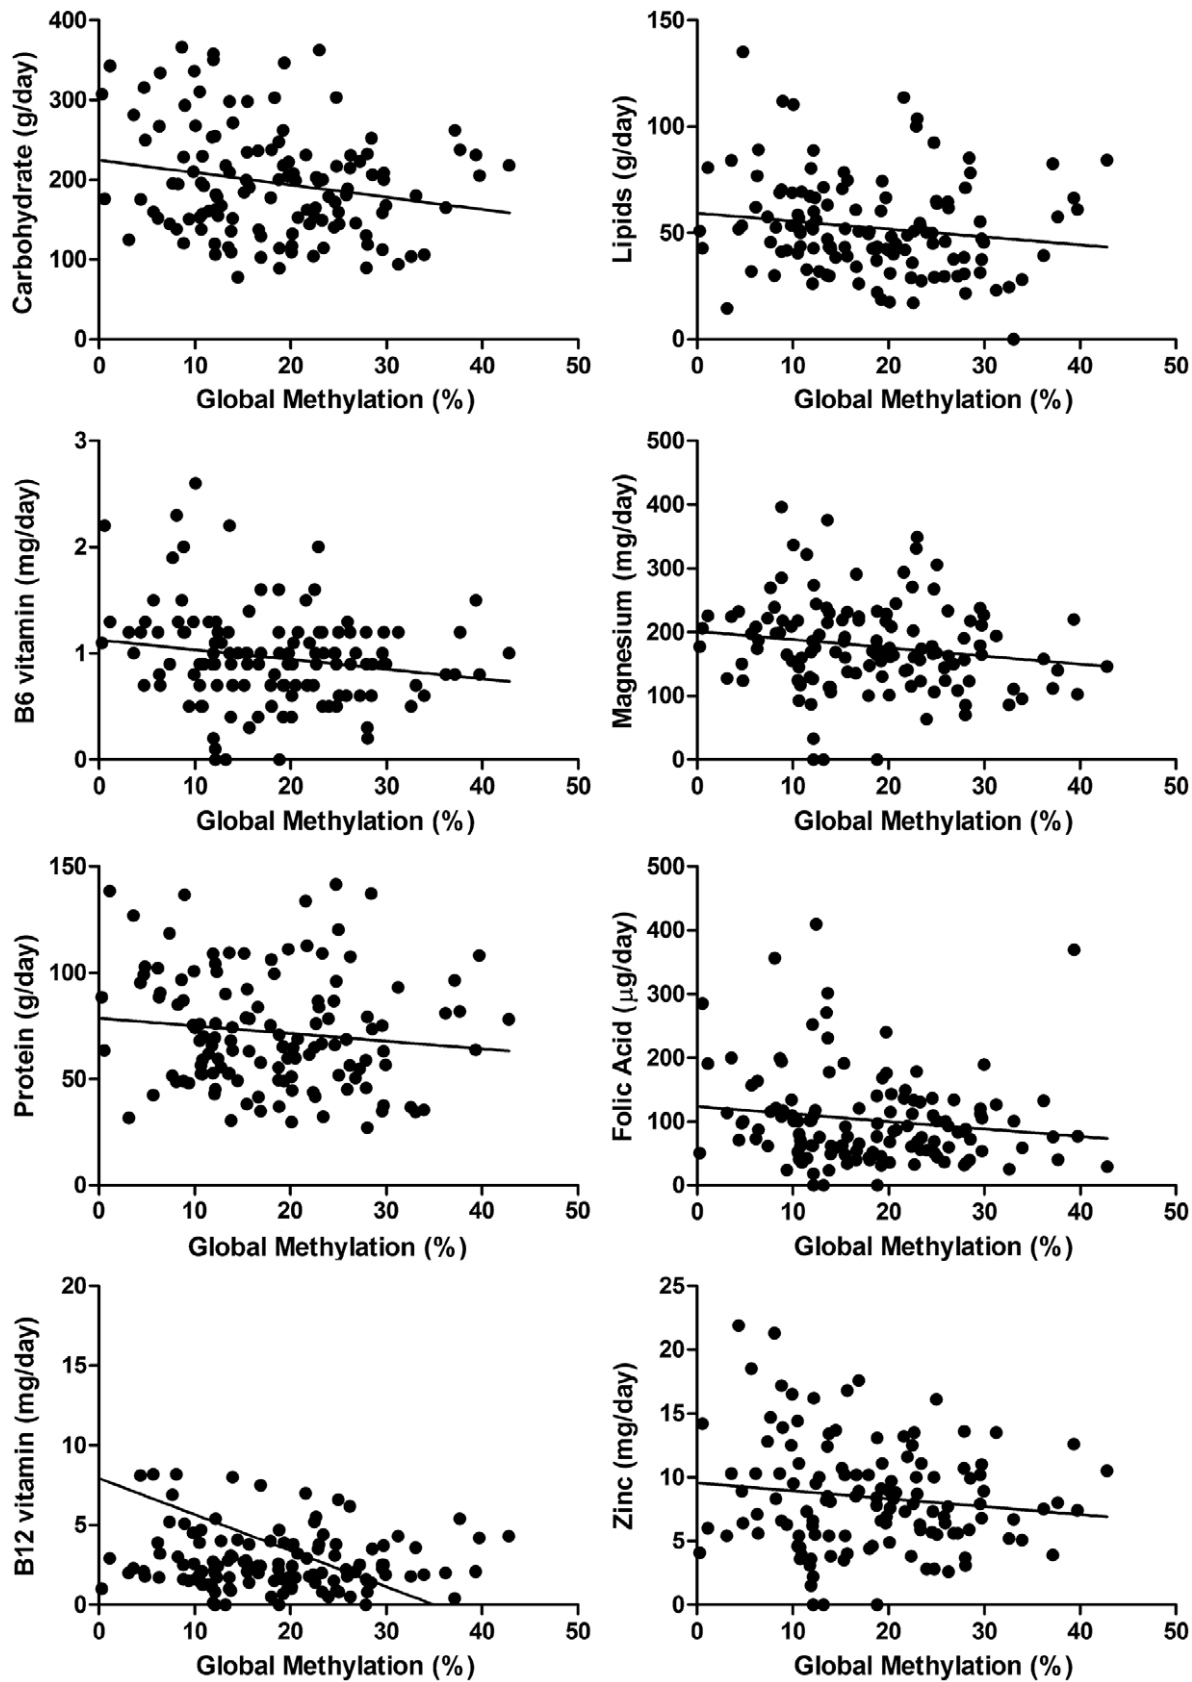 400
300
200
100
0
Carbohydrate (g/day)
0 10 20 30 40 50
Global Methylation (%)
150
100
50
0
Lipids (g/day)
0 10 20 30 40 50
Global Methylation (%)
3
2
1
0
B6 vitamin (mg/day)
0 10 20 30 40 50
Global Methylation (%)
500
400
300
200
100
0
Magnesium (mg/day)
0 10 20 30 40 50
Global Methylation (%)
150
100
50
0
Protein (g/day)
0 10 20 30 40 50
Global Methylation (%)
500
400
300
200
100
0
Folic Acid (μg/day)
0 10 20 30 40 50
Global Methylation (%)
20
15
10
5
0
B12 vitamin (mg/day)
0 10 20 30 40 50
Global Methylation (%)
25
20
15
10
5
0
Zinc (mg/day)
0 10 20 30 40 50
Global Methylation (%)